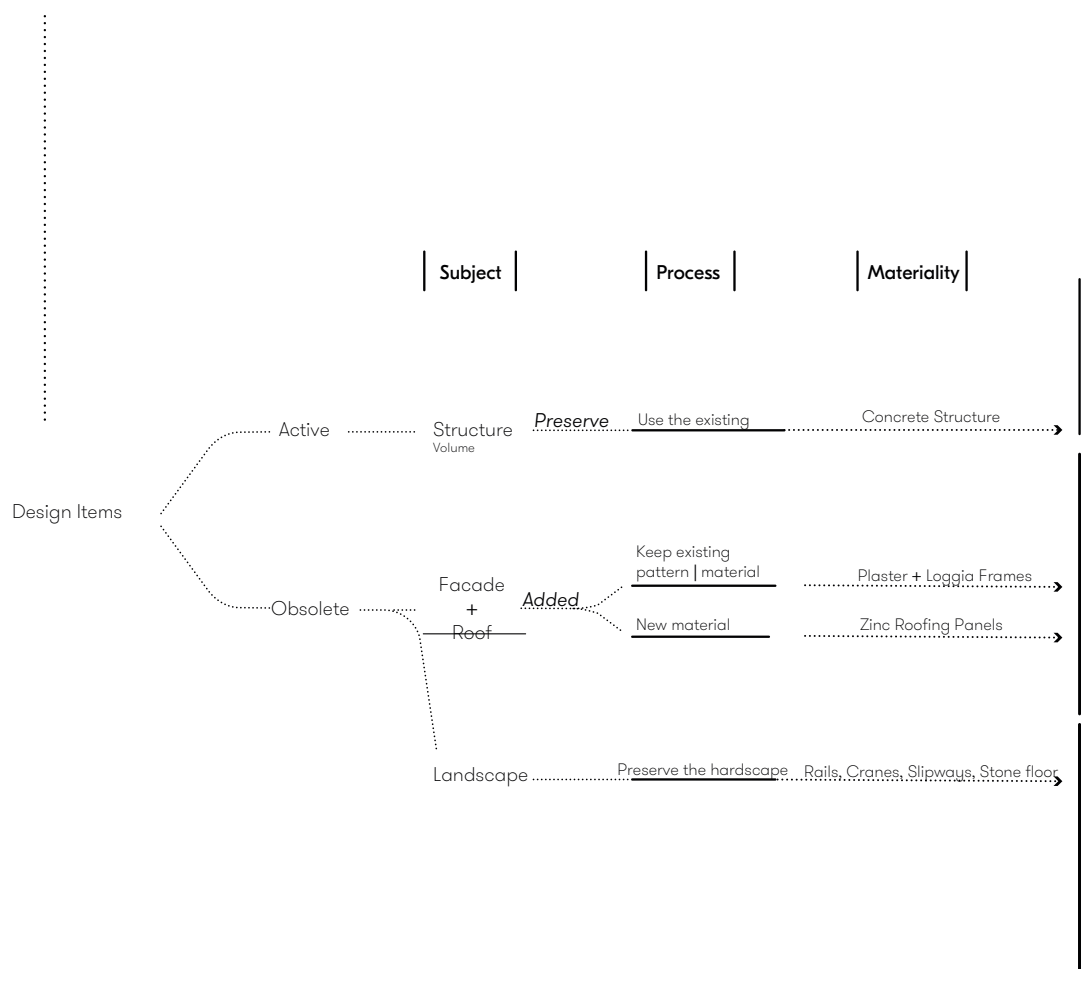 Subject
Process
Materiality
Active
Structure
Volume
Preserve
Use the existing
Concrete Structure
Design Items
Obsolete
Facade
+
Roof
Added
Keep existing
pattern | material
Plaster + Loggia Frames
New material
Zinc Roofing Panels
Landscape
Preserve the hardscape
Rails, Cranes, Slipways, Stone floor